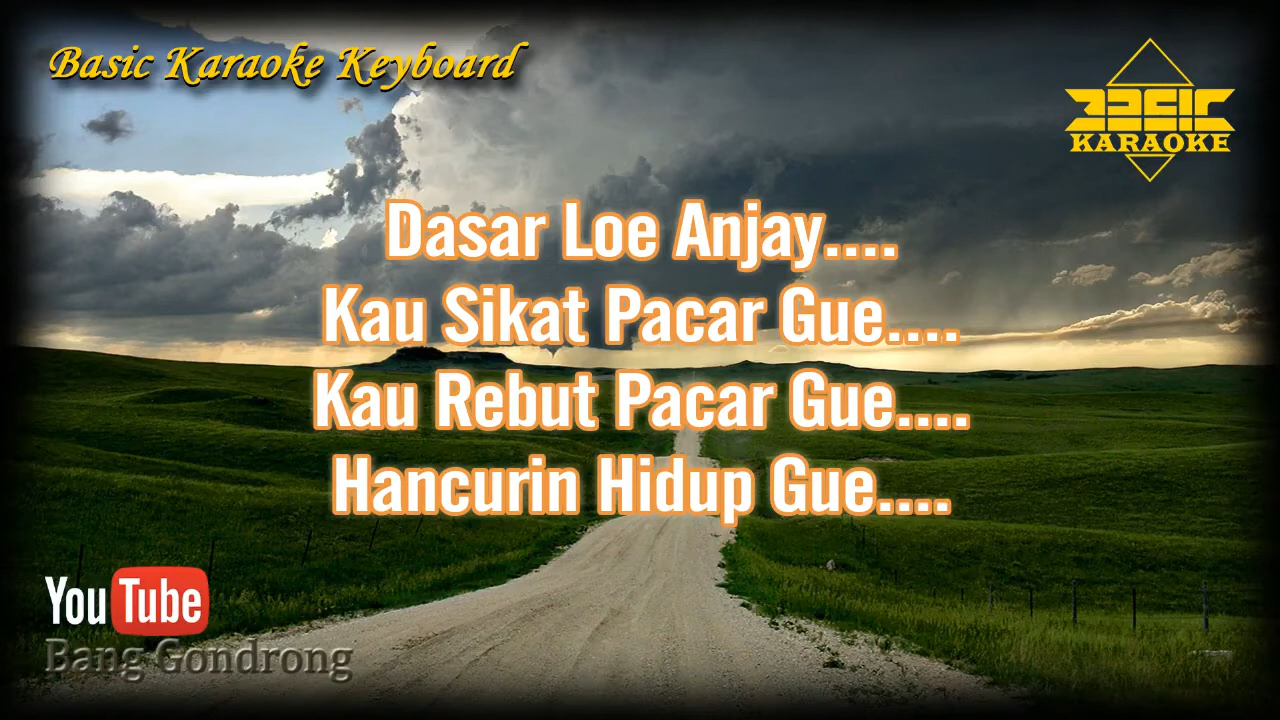 Basic Karaoke Keyboard
BASIC
KARAOKE
Dasar Loe Anjay....
Kau Sikat Pacar Gue....
Kau Rebut Pacar Gue....
Hancurin Hidup Gue....
YouTube
Bang Gondrong